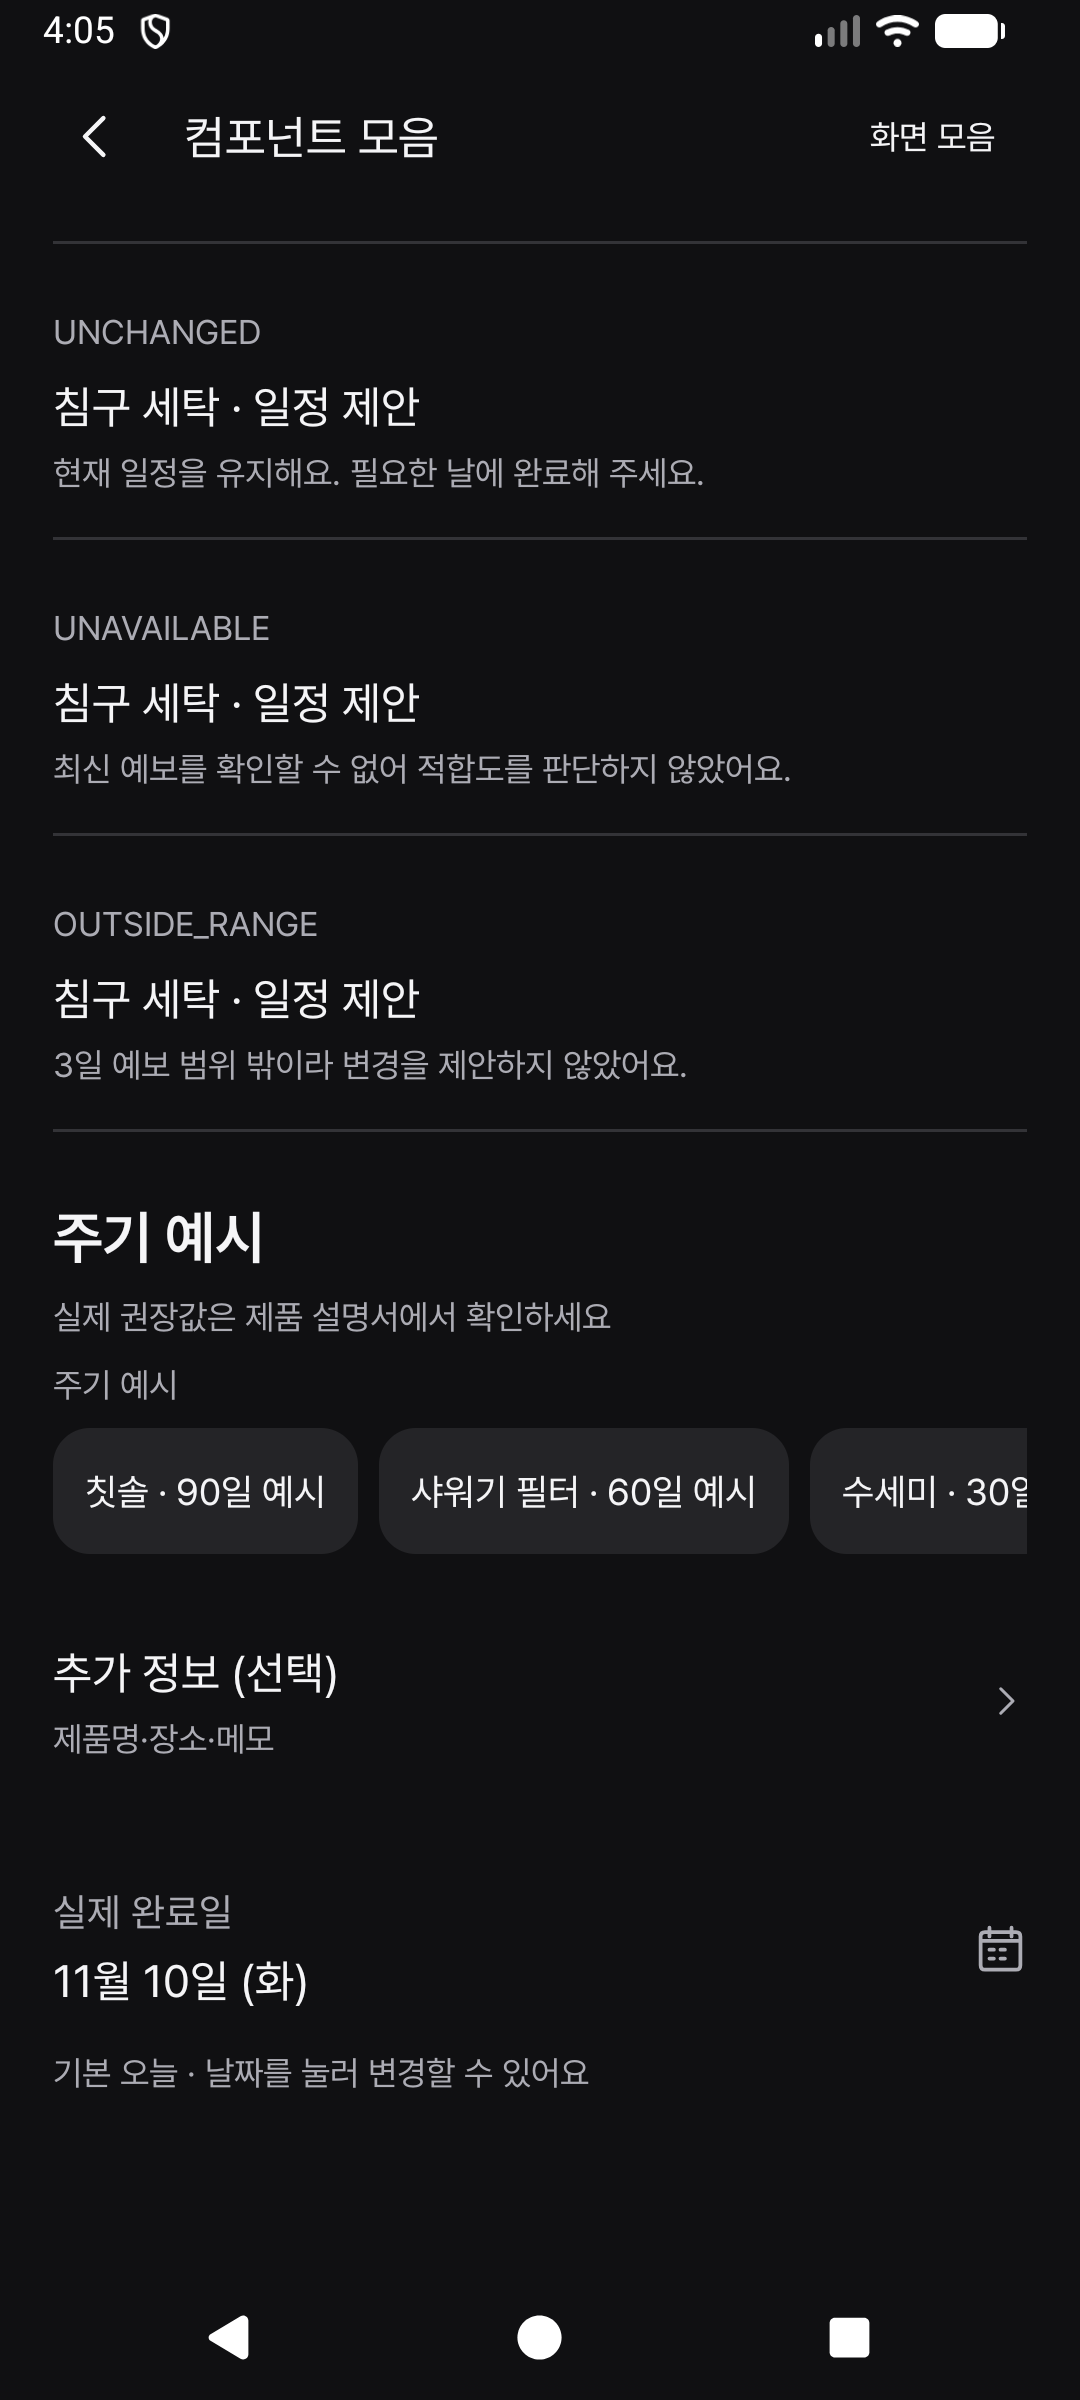 4:05
컴포넌트 모음
화면 모음
UNCHANGED
침구 세탁 · 일정 제안
현재 일정을 유지해요. 필요한 날에 완료해 주세요.
UNAVAILABLE
침구 세탁 · 일정 제안
최신 예보를 확인할 수 없어 적합도를 판단하지 않았어요.
OUTSIDE_RANGE
침구 세탁 · 일정 제안
3일 예보 범위 밖이라 변경을 제안하지 않았어요.
주기 예시
실제 권장값은 제품 설명서에서 확인하세요
주기 예시
칫솔 · 90일 예시
샤워기 필터 · 60일 예시
수세미 · 30일
추가 정보 (선택)
제품명·장소·메모
실제 완료일
11월 10일 (화)
기본 오늘 · 날짜를 눌러 변경할 수 있어요